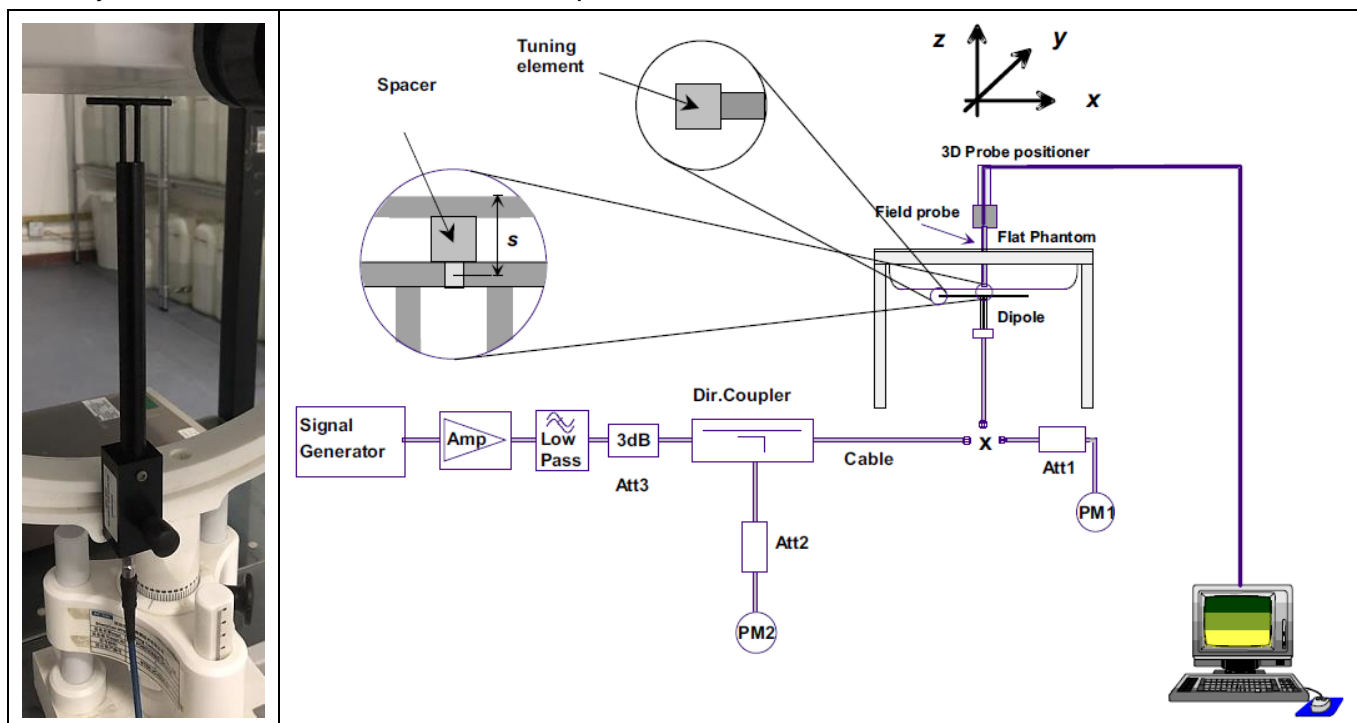 Tuning
element
Spacer
s
z
y
x
3D Probe positioner
Field probe
Flat Phantom
Dipole
Dir.Coupler
Signal
Generator
Amp
Low
Pass
3dB
Att3
Cable
x
Att1
PM1
Att2
PM2